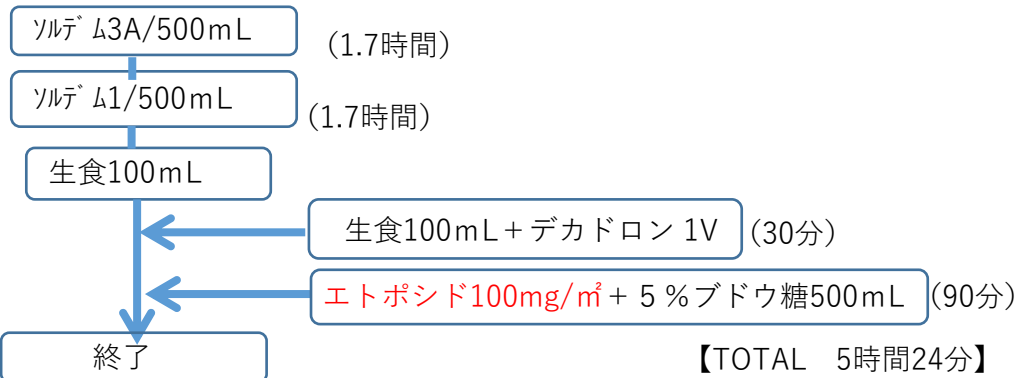 ｿﾙﾃﾞﾑ3A/500ｍL
(1.7時間)
ｿﾙﾃﾞﾑ1/500ｍL
(1.7時間)
生食100ｍL
生食100ｍL＋デカドロン 1V
(30分)
エトポシド100mg/㎡＋５％ブドウ糖500mL
(90分)
終了
【TOTAL　5時間24分】